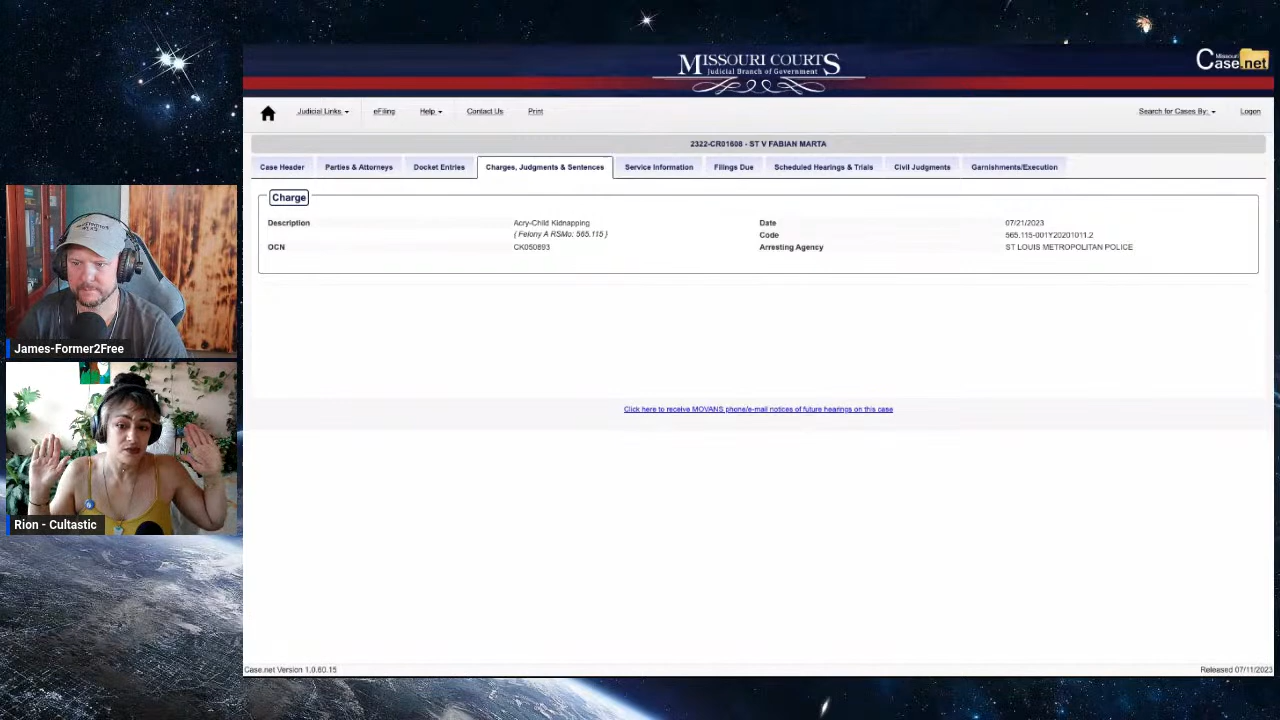 MISSOURI COURTS
Judicial Branch of Government
Missouri
Case.net
Judicial Links
eFiling
Help
Contact Us
Print
Search for Cases By:
Logon
2322-CR01608 - ST V FABIAN MARTA
Case Header
Parties & Attorneys
Docket Entries
Charges, Judgments & Sentences
Service Information
Filings Due
Scheduled Hearings & Trials
Civil Judgments
Garnishments/Execution
Charge
Description
Acry-Child Kidnapping
( Felony A RSMo: 565.115 )
Date
07/21/2023
Code
565.115-001Y20201011.2
OCN
CK050893
Arresting Agency
ST LOUIS METROPOLITAN POLICE
James-Former2Free
Click here to receive MOVANS phone/e-mail notices of future hearings on this case
Rion - Cultastic
Case.net Version 1.0.60.15
Released 07/11/2023